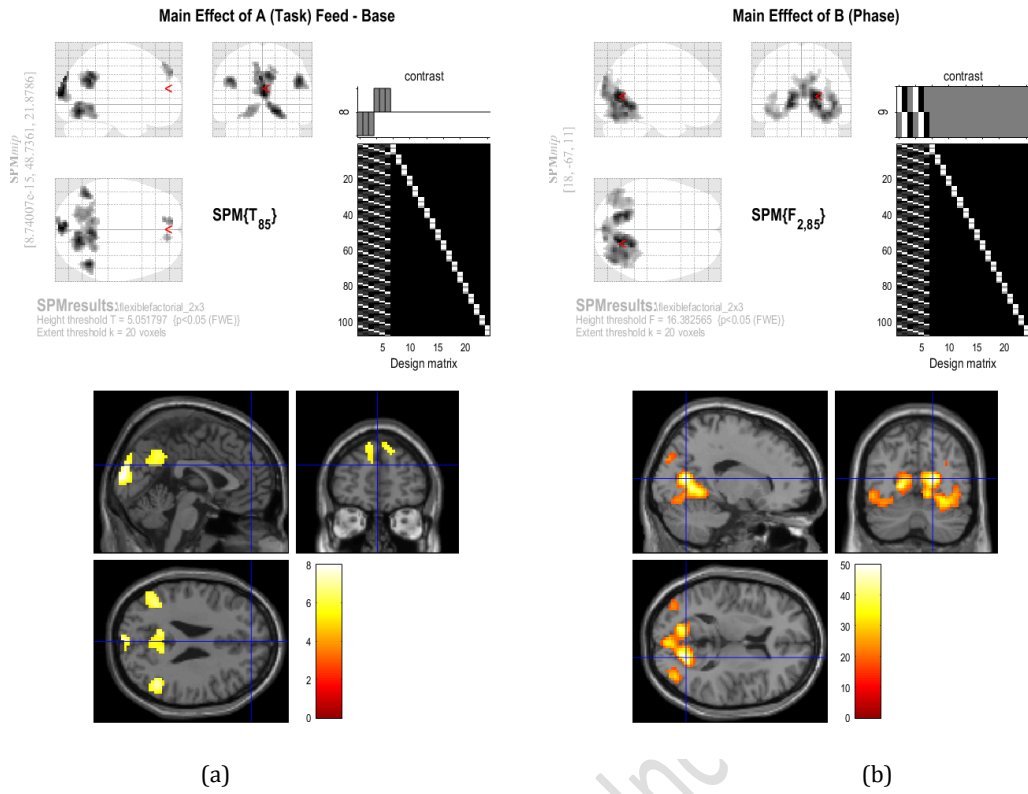 Main Effect of A (Task) Feed - Base
SPMmip
[8.74007e-15, 48.7361, 21.8786]
<
<
<
SPM{T85}
contrast
8
20
40
60
80
100
5 10 15 20
Design matrix
SPMresults:.\flexiblefactorial_2x3
Height threshold T = 5.051797 {p<0.05 (FWE)}
Extent threshold k = 20 voxels
8
6
4
2
0
(a)
Main Efffect of B (Phase)
SPMmip
[18, -67, 11]
<
<
<
SPM{F2,85}
contrast
9
20
40
60
80
100
5 10 15 20
Design matrix
SPMresults:.\flexiblefactorial_2x3
Height threshold F = 16.382565 {p<0.05 (FWE)}
Extent threshold k = 20 voxels
50
40
30
20
10
0
(b)
Inc